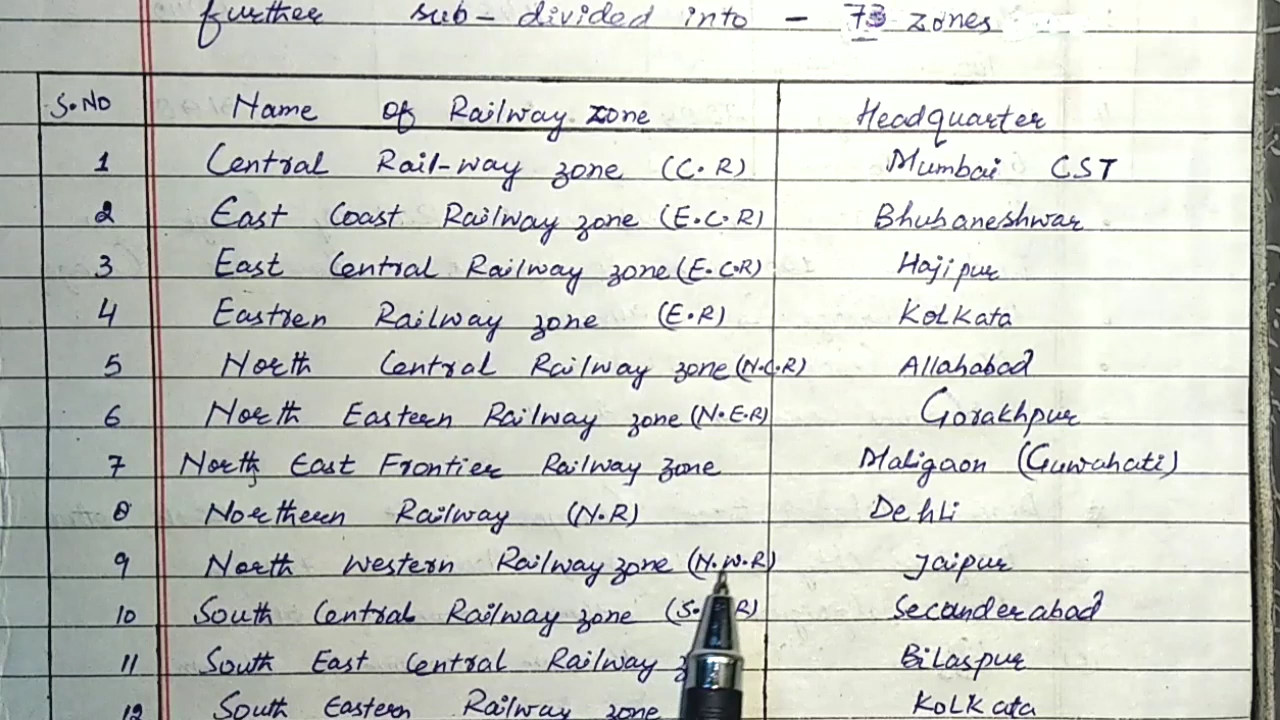 further sub-divided into - 73 zones
S.No Name of Railway zone Headquarter
1 Central Rail-way zone (C.R) Mumbai CST
2 East Coast Railway zone (E.C.R) Bhubaneshwar
3 East Central Railway zone (E.C.R) Hajipur
4 Eastren Railway zone (E.R) Kolkata
5 North Central Railway zone (N.C.R) Allahabad
6 North Eastern Railway zone (N.E.R) Gorakhpur
7 North East Frontier Railway zone Maligaon (Guwahati)
8 Northern Railway (N.R) Dehli
9 North Western Railway zone (N.W.R) Jaipur
10 South Central Railway zone (S. R) Secanderabad
11 South East Central Railway Bilaspur
12 South Eastern Railway zone Kolkata